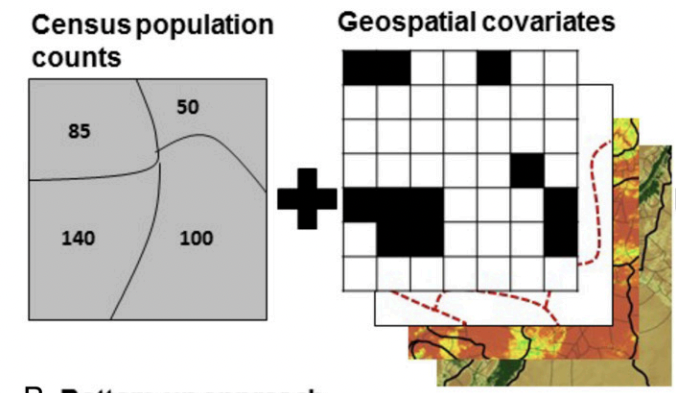 Census population
counts
Geospatial covariates
50
85
140
100